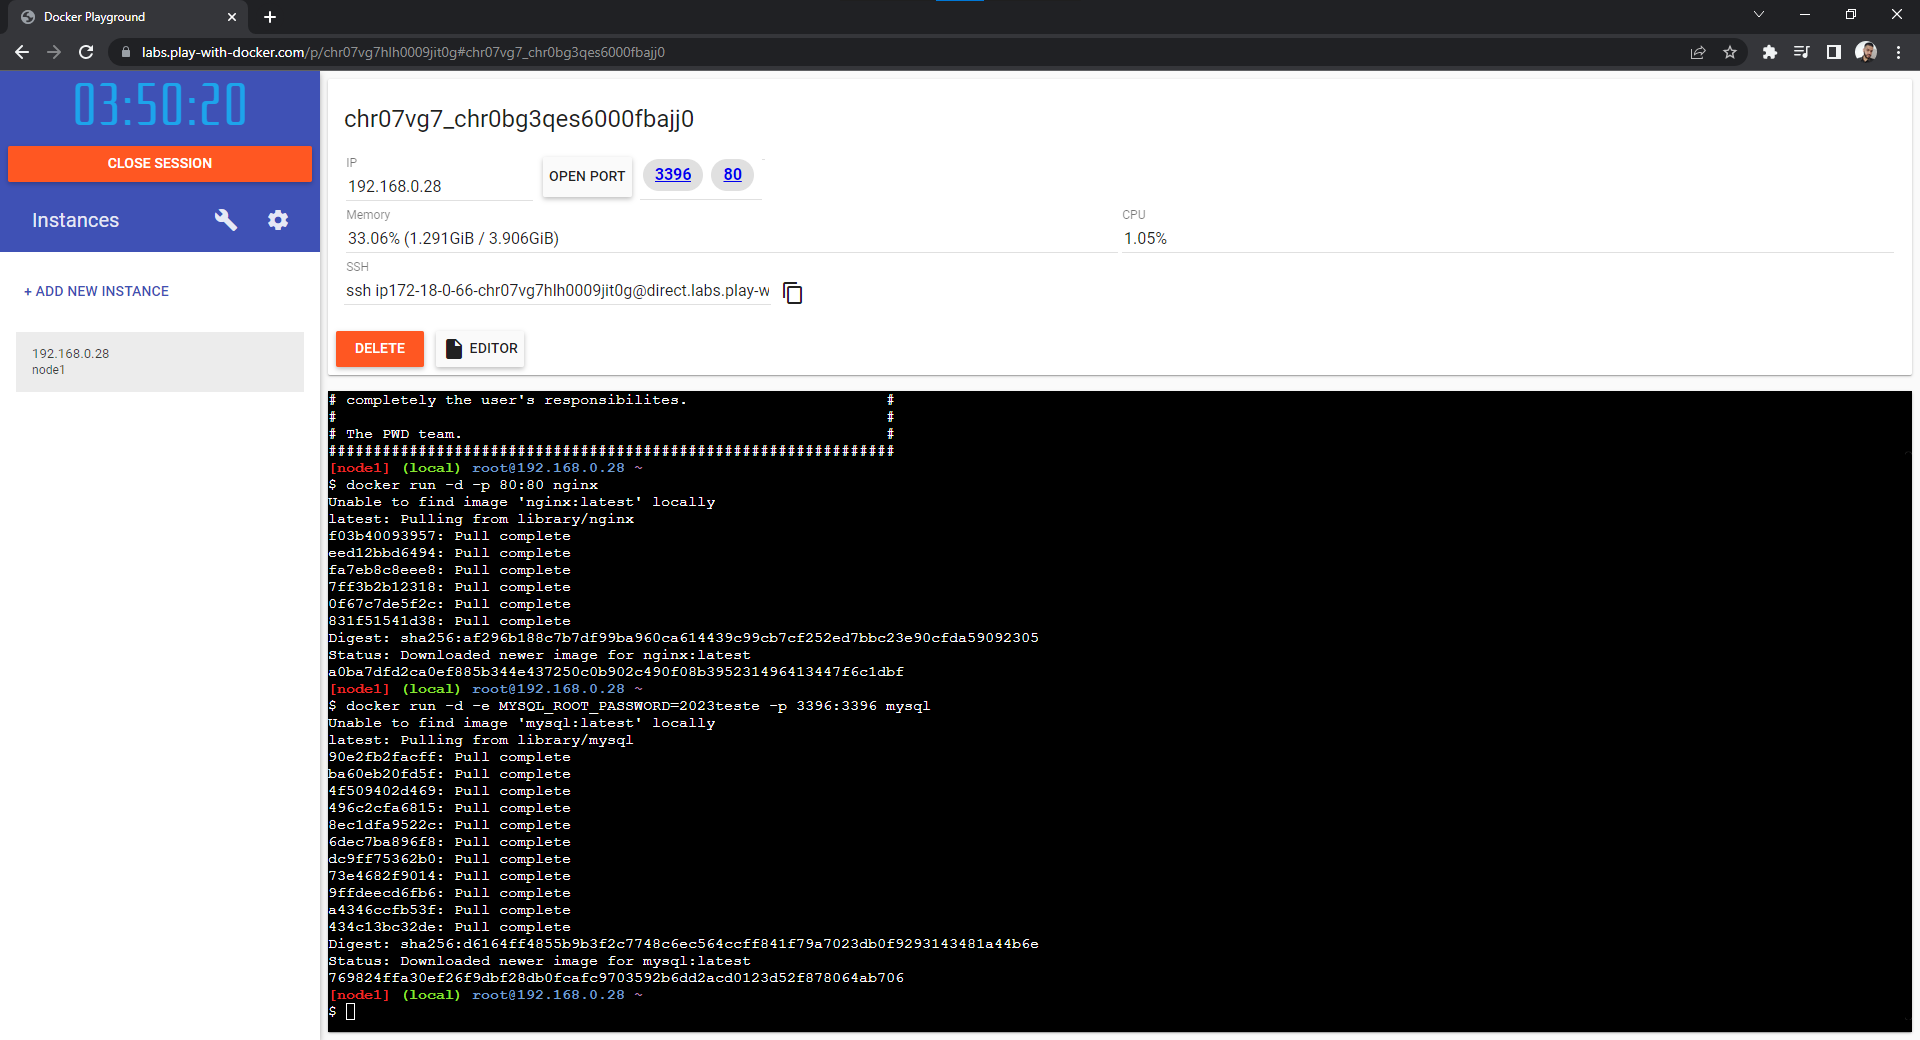 Docker Playground
labs.play-with-docker.com/p/chr07vg7hlh0009jit0g#chr07vg7_chr0bg3qes6000fbajj0
03:50:20
CLOSE SESSION
Instances
+ ADD NEW INSTANCE
192.168.0.28
node1
chr07vg7_chr0bg3qes6000fbajj0
IP
192.168.0.28
OPEN PORT
3396
80
Memory
33.06% (1.291GiB / 3.906GiB)
CPU
1.05%
SSH
ssh ip172-18-0-66-chr07vg7hlh0009jit0g@direct.labs.play-w
DELETE
EDITOR
# completely the user's responsibilites. #
# #
# The PWD team. #
###############################################################
[node1] (local) root@192.168.0.28 ~
$ docker run -d -p 80:80 nginx
Unable to find image 'nginx:latest' locally
latest: Pulling from library/nginx
f03b40093957: Pull complete
eed12bbd6494: Pull complete
fa7eb8c8eee8: Pull complete
7ff3b2b12318: Pull complete
0f67c7de5f2c: Pull complete
831f51541d38: Pull complete
Digest: sha256:af296b188c7b7df99ba960ca614439c99cb7cf252ed7bbc23e90cfda59092305
Status: Downloaded newer image for nginx:latest
a0ba7dfd2ca0ef885b344e437250c0b902c490f08b395231496413447f6c1dbf
[node1] (local) root@192.168.0.28 ~
$ docker run -d -e MYSQL_ROOT_PASSWORD=2023teste -p 3396:3396 mysql
Unable to find image 'mysql:latest' locally
latest: Pulling from library/mysql
90e2fb2facff: Pull complete
ba60eb20fd5f: Pull complete
4f509402d469: Pull complete
496c2cfa6815: Pull complete
8ec1dfa9522c: Pull complete
6dec7ba896f8: Pull complete
dc9ff75362b0: Pull complete
73e4682f9014: Pull complete
9ffdeecd6fb6: Pull complete
a4346ccfb53f: Pull complete
434c13bc32de: Pull complete
Digest: sha256:d6164ff4855b9b3f2c7748c6ec564ccff841f79a7023db0f9293143481a44b6e
Status: Downloaded newer image for mysql:latest
769824ffa30ef26f9dbf28db0fcafc9703592b6dd2acd0123d52f878064ab706
[node1] (local) root@192.168.0.28 ~
$